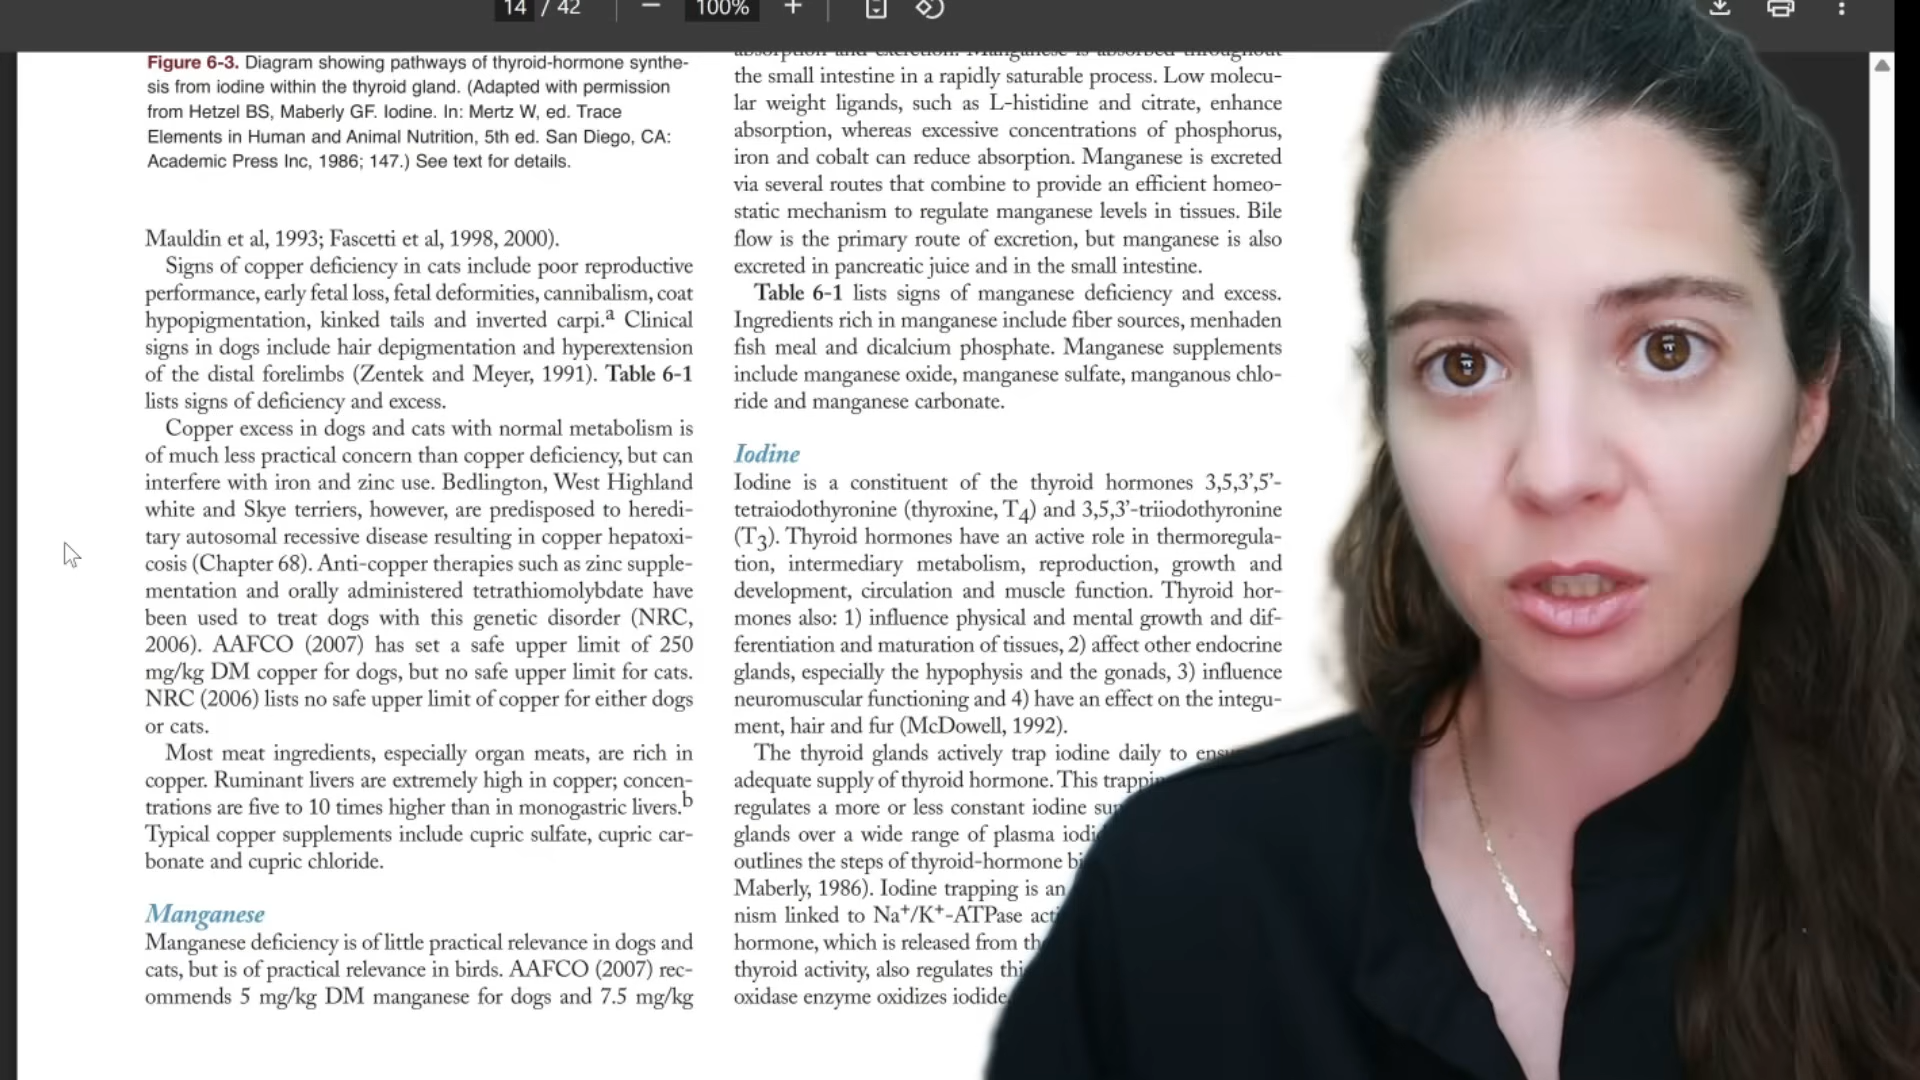 14 / 42
100%
Figure 6-3. Diagram showing pathways of thyroid-hormone synthe-
sis from iodine within the thyroid gland. (Adapted with permission
from Hetzel BS, Maberly GF. Iodine. In: Mertz W, ed. Trace
Elements in Human and Animal Nutrition, 5th ed. San Diego, CA:
Academic Press Inc, 1986; 147.) See text for details.
Mauldin et al, 1993; Fascetti et al, 1998, 2000).
Signs of copper deficiency in cats include poor reproductive
performance, early fetal loss, fetal deformities, cannibalism, coat
hypopigmentation, kinked tails and inverted carpi.a Clinical
signs in dogs include hair depigmentation and hyperextension
of the distal forelimbs (Zentek and Meyer, 1991). Table 6-1
lists signs of deficiency and excess.
Copper excess in dogs and cats with normal metabolism is
of much less practical concern than copper deficiency, but can
interfere with iron and zinc use. Bedlington, West Highland
white and Skye terriers, however, are predisposed to heredi-
tary autosomal recessive disease resulting in copper hepatoxi-
cosis (Chapter 68). Anti-copper therapies such as zinc supple-
mentation and orally administered tetrathiomolybdate have
been used to treat dogs with this genetic disorder (NRC,
2006). AAFCO (2007) has set a safe upper limit of 250
mg/kg DM copper for dogs, but no safe upper limit for cats.
NRC (2006) lists no safe upper limit of copper for either dogs
or cats.
Most meat ingredients, especially organ meats, are rich in
copper. Ruminant livers are extremely high in copper; concen-
trations are five to 10 times higher than in monogastric livers.b
Typical copper supplements include cupric sulfate, cupric car-
bonate and cupric chloride.
Manganese
Manganese deficiency is of little practical relevance in dogs and
cats, but is of practical relevance in birds. AAFCO (2007) rec-
ommends 5 mg/kg DM manganese for dogs and 7.5 mg/kg
absorption and excretion. Manganese is absorbed throughout
the small intestine in a rapidly saturable process. Low molecu-
lar weight ligands, such as L-histidine and citrate, enhance
absorption, whereas excessive concentrations of phosphorus,
iron and cobalt can reduce absorption. Manganese is excreted
via several routes that combine to provide an efficient homeo-
static mechanism to regulate manganese levels in tissues. Bile
flow is the primary route of excretion, but manganese is also
excreted in pancreatic juice and in the small intestine.
Table 6-1 lists signs of manganese deficiency and excess.
Ingredients rich in manganese include fiber sources, menhaden
fish meal and dicalcium phosphate. Manganese supplements
include manganese oxide, manganese sulfate, manganous chlo-
ride and manganese carbonate.
Iodine
Iodine is a constituent of the thyroid hormones 3,5,3’,5’-
tetraiodothyronine (thyroxine, T4) and 3,5,3’-triiodothyronine
(T3). Thyroid hormones have an active role in thermoregula-
tion, intermediary metabolism, reproduction, growth and
development, circulation and muscle function. Thyroid hor-
mones also: 1) influence physical and mental growth and dif-
ferentiation and maturation of tissues, 2) affect other endocrine
glands, especially the hypophysis and the gonads, 3) influence
neuromuscular functioning and 4) have an effect on the integu-
ment, hair and fur (McDowell, 1992).
The thyroid glands actively trap iodine daily to
adequate supply of thyroid hormone. This
regulates a more or less constant iodine
glands over a wide range of plasma
outlines the steps of thyroid-hormone
Maberly, 1986). Iodine trapping is an
nism linked to Na+/K+-ATPase
hormone, which is released from
thyroid activity, also regulates
oxidase enzyme oxidizes iodide